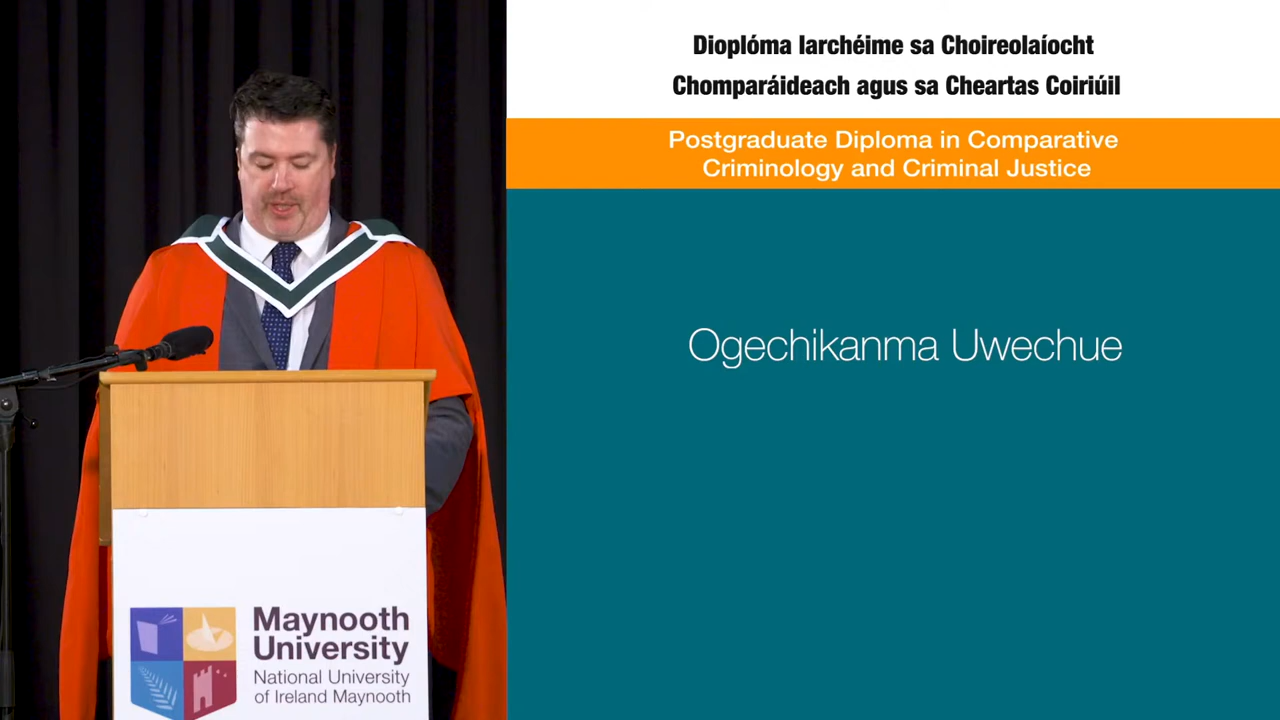 Dioplóma Iarchéime sa Choireolaíocht
Chomparáideach agus sa Cheartas Coiriúil
Postgraduate Diploma in Comparative
Criminology and Criminal Justice
Ogechikanma Uwechue
Maynooth
University
National University
of Ireland Maynooth